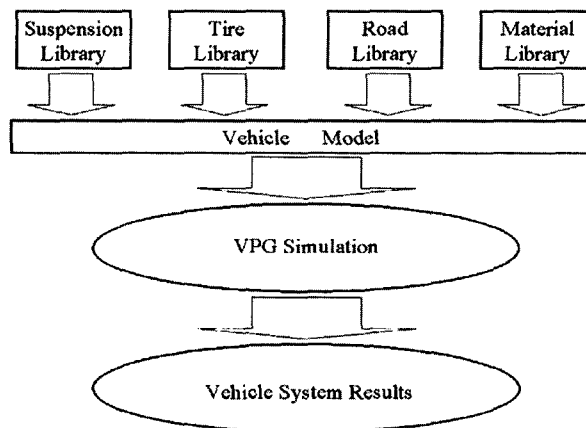 Suspension Library
Tire Library
Road Library
Material Library
Vehicle Model
VPG Simulation
Vehicle System Results